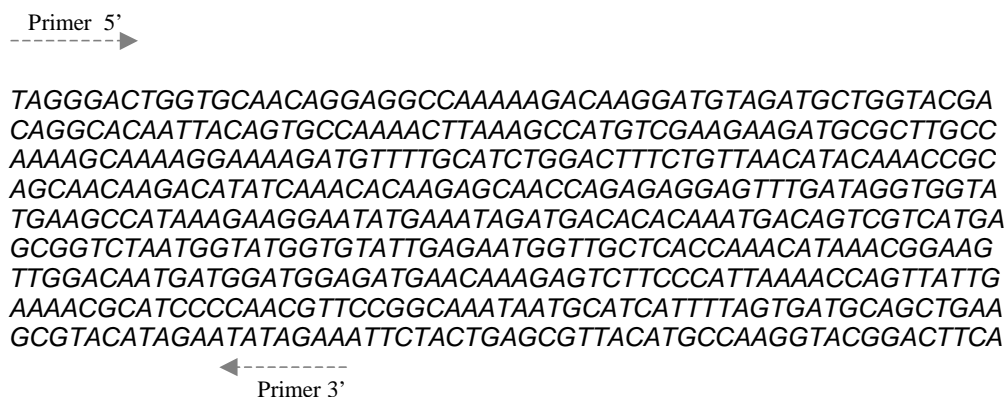 Primer 5’
TAGGGACTGGTGCAACAGGAGGCCAAAAAGACAAGGATGTAGATGCTGGTACGA
CAGGCACAATTACAGTGCCAAAACTTAAAGCCATGTCGAAGAAGATGCGCTTGCC
AAAAGCAAAAGGAAAAGATGTTTTGCATCTGGACTTTCTGTTAACATACAAACCGC
AGCAACAAGACATATCAAACACAAGAGCAACCAGAGAGGAGTTTGATAGGTGGTA
TGAAGCCATAAAGAAGGAATATGAAATAGATGACACACAAATGACAGTCGTCATGA
GCGGTCTAATGGTATGGTGTATTGAGAATGGTTGCTCACCAAACATAAACGGAAG
TTGGACAATGATGGATGGAGATGAACAAAGAGTCTTCCCATTAAAACCAGTTATTG
AAAACGCATCCCCAACGTTCCGGCAAATAATGCATCATTTTAGTGATGCAGCTGAA
GCGTACATAGAATATAGAAATTCTACTGAGCGTTACATGCCAAGGTACGGACTTCA
Primer 3’